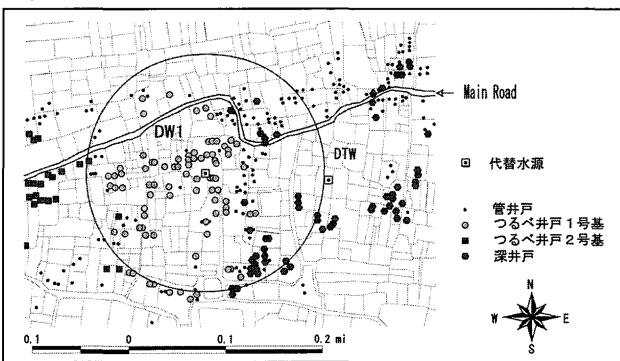 Main Road
DW1
DTW
代替水源
管井戸
つるべ井戸1号基
つるべ井戸2号基
深井戸
N
W E
S
0.1 0 0.1 0.2 mi